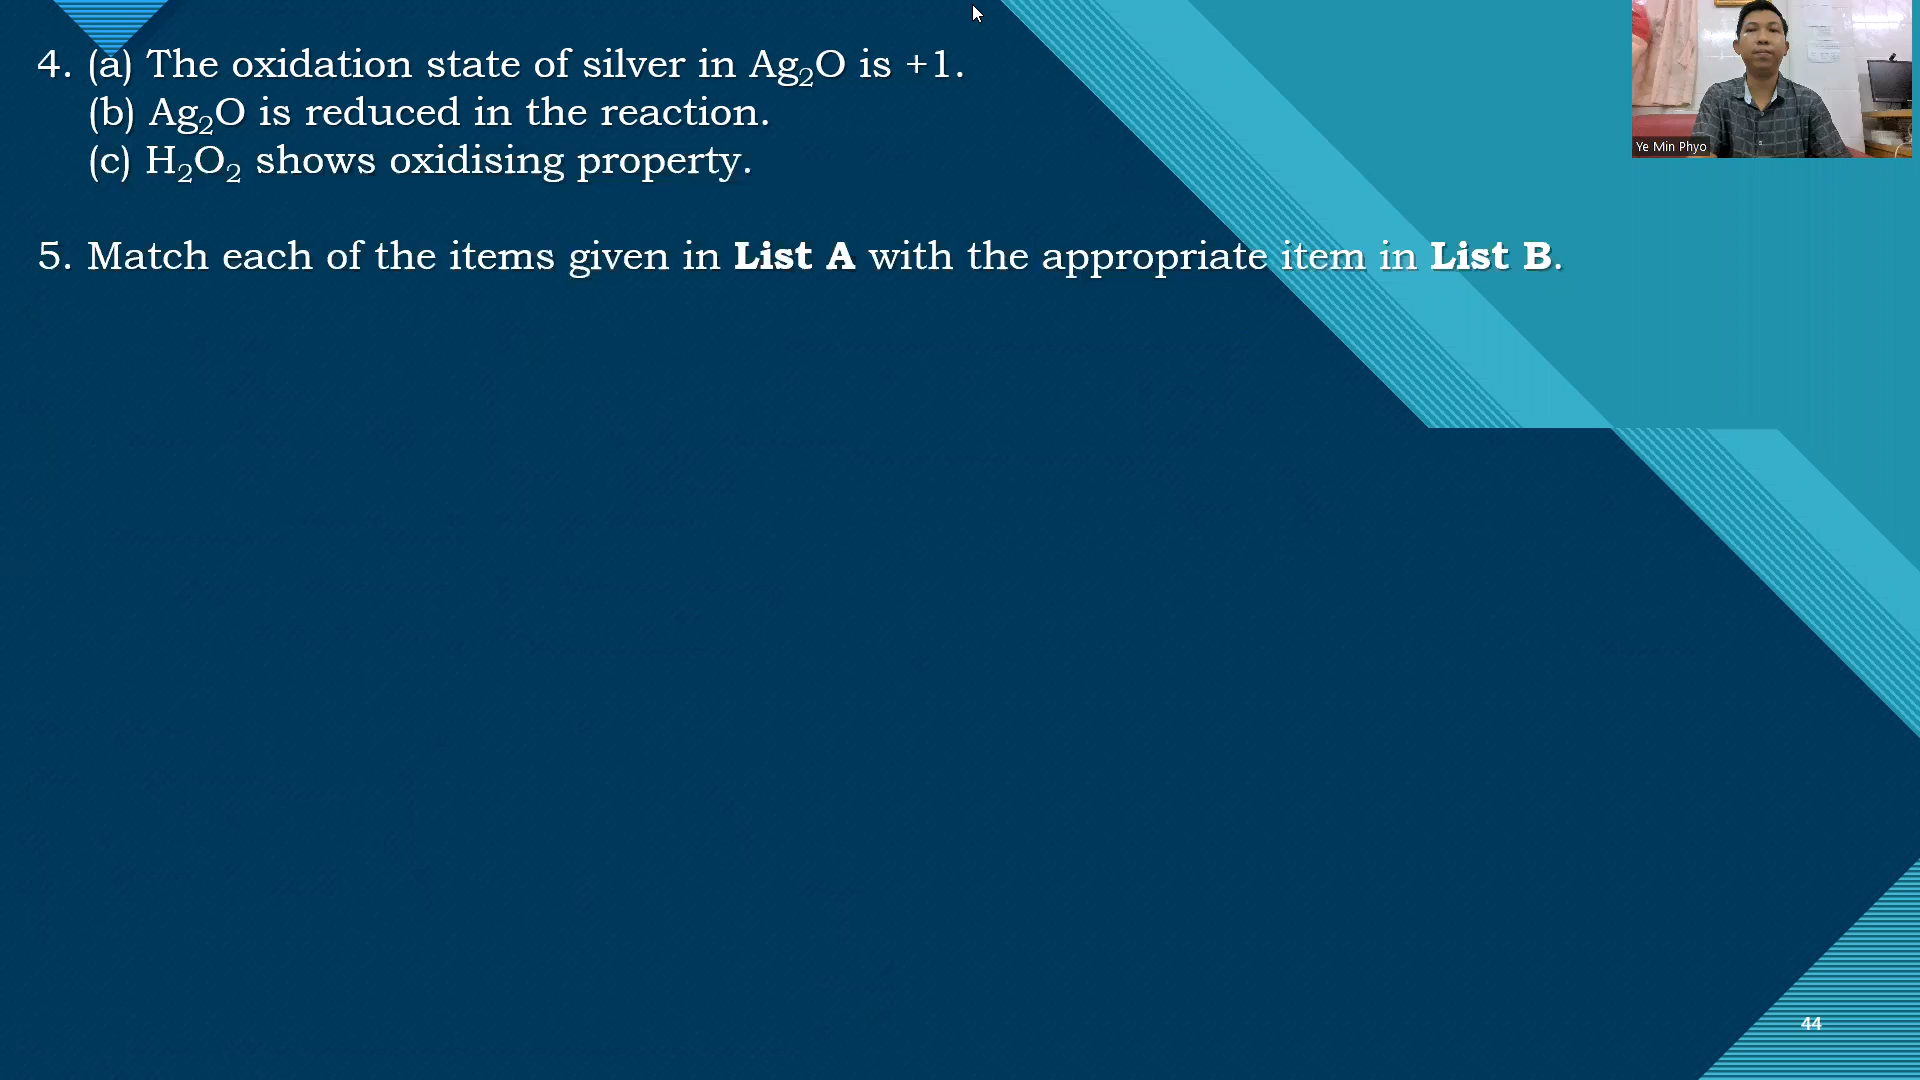 4. (a) The oxidation state of silver in Ag₂O is +1.
(b) Ag₂O is reduced in the reaction.
(c) H₂O₂ shows oxidising property.
5. Match each of the items given in List A with the appropriate item in List B.
Ye Min Phyo
44